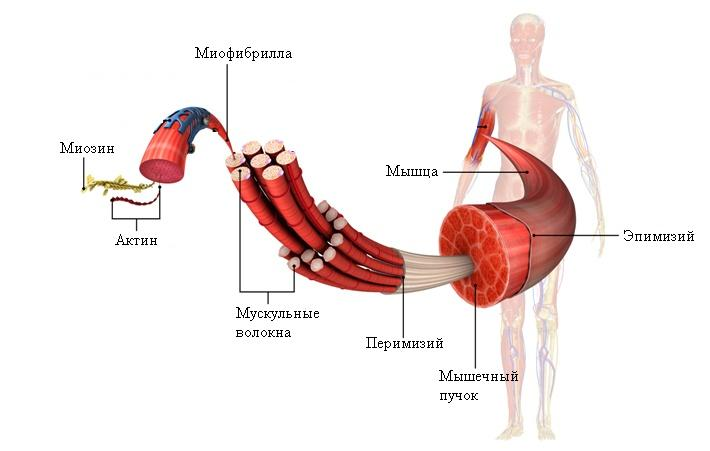 Миофибрилла
Миозин
Актин
Мышца
Эпимизий
Мускульные
волокна
Перимизий
Мышечный
пучок